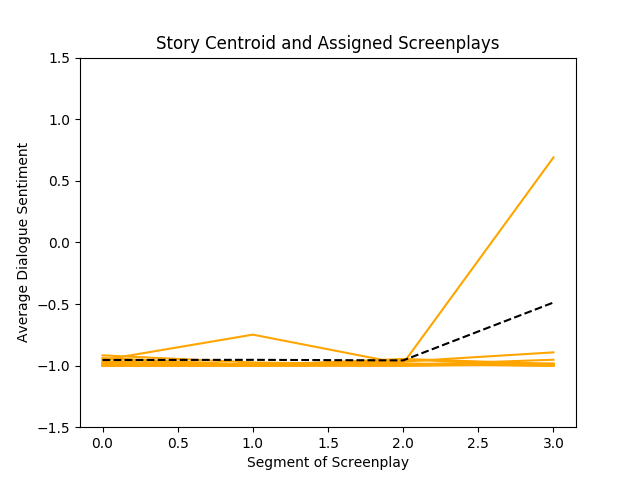 Story Centroid and Assigned Screenplays
1.5
1.0
0.5
0.0
−0.5
−1.0
−1.5
Average Dialogue Sentiment
0.0 0.5 1.0 1.5 2.0 2.5 3.0
Segment of Screenplay